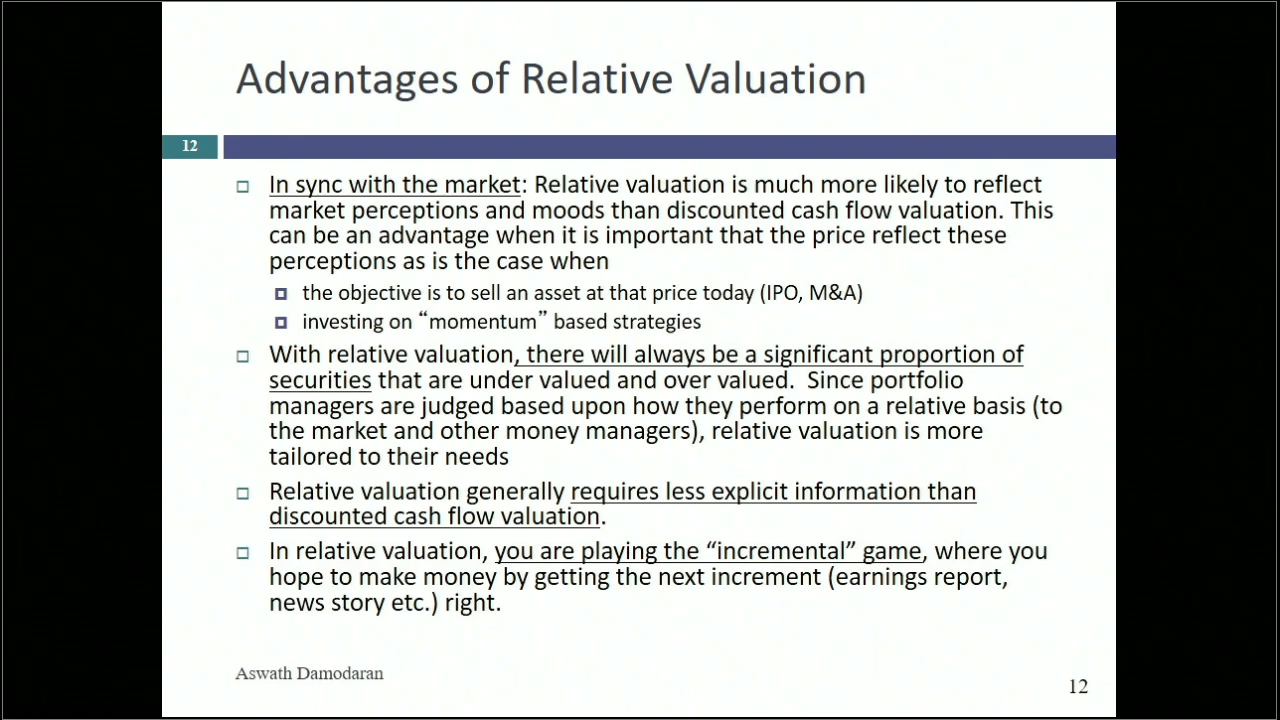 Advantages of Relative Valuation
12
In sync with the market: Relative valuation is much more likely to reflect
market perceptions and moods than discounted cash flow valuation. This
can be an advantage when it is important that the price reflect these
perceptions as is the case when
the objective is to sell an asset at that price today (IPO, M&A)
investing on “momentum” based strategies
With relative valuation, there will always be a significant proportion of
securities that are under valued and over valued.  Since portfolio
managers are judged based upon how they perform on a relative basis (to
the market and other money managers), relative valuation is more
tailored to their needs
Relative valuation generally requires less explicit information than
discounted cash flow valuation.
In relative valuation, you are playing the “incremental” game, where you
hope to make money by getting the next increment (earnings report,
news story etc.) right.
Aswath Damodaran
12